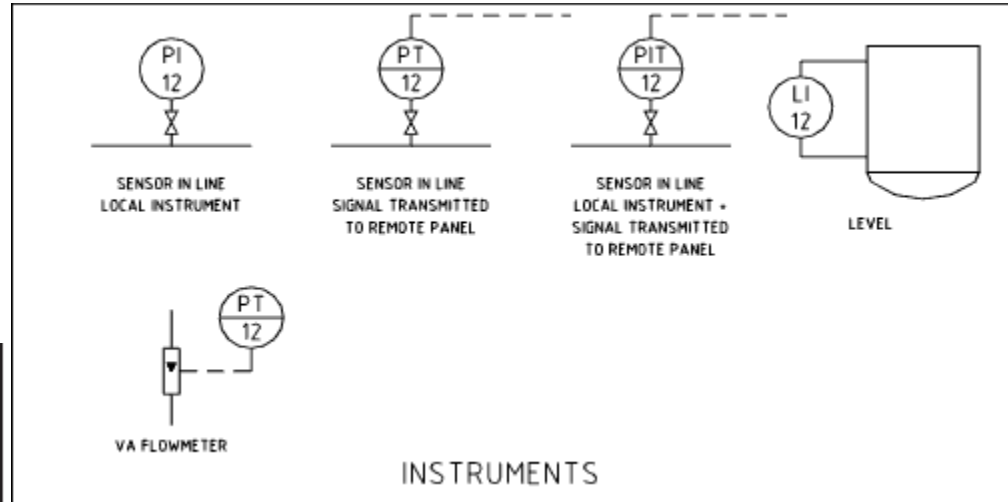 PI
12
SENSOR IN LINE
LOCAL INSTRUMENT
PT
12
SENSOR IN LINE
SIGNAL TRANSMITTED
TO REMOTE PANEL
PIT
12
SENSOR IN LINE
LOCAL INSTRUMENT +
SIGNAL TRANSMITTED
TO REMOTE PANEL
LI
12
LEVEL
PT
12
VA FLOWMETER
INSTRUMENTS